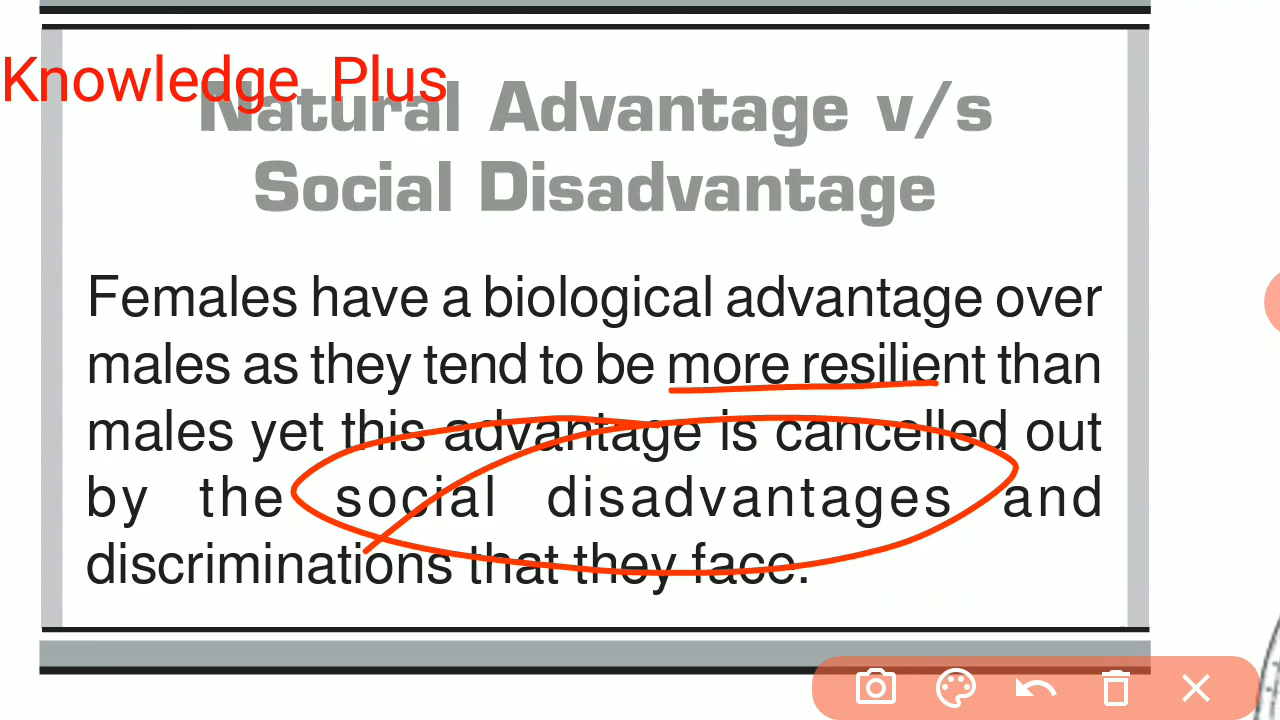 Knowledge Plus
Natural Advantage v/s
Social Disadvantage
Females have a biological advantage over
males as they tend to be more resilient than
males yet this advantage is cancelled out
by the social disadvantages and
discriminations that they face.